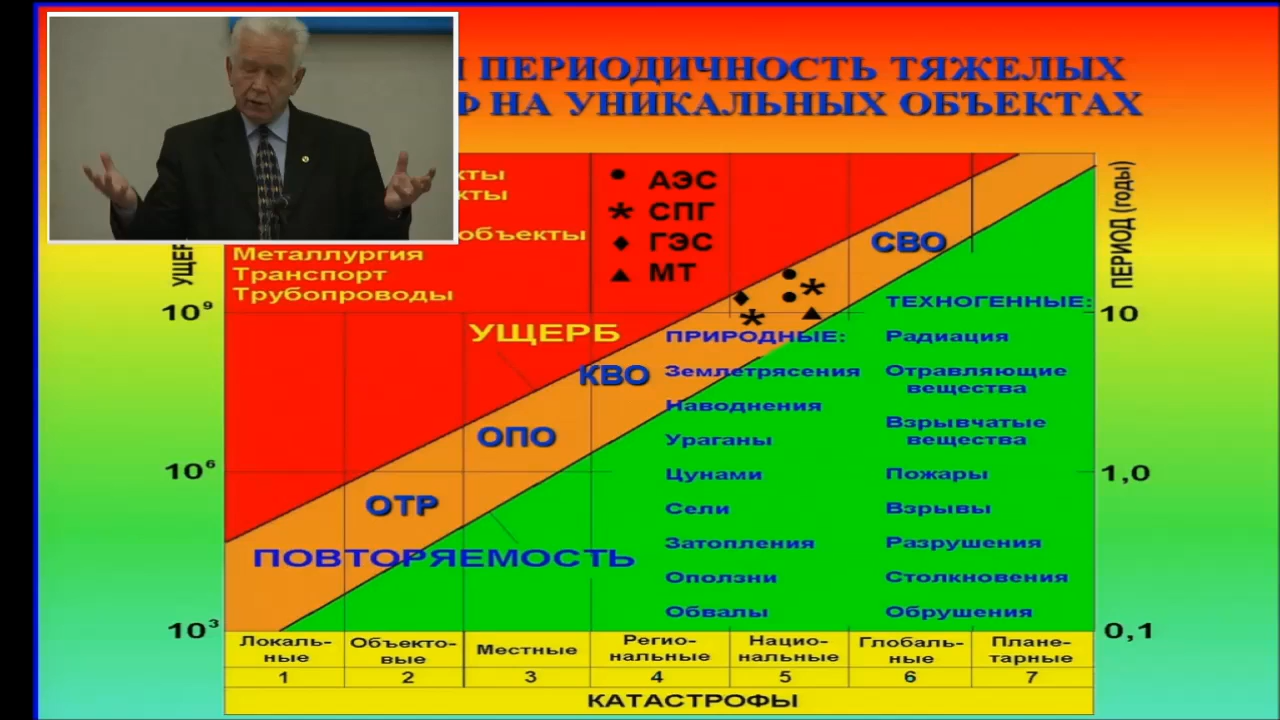 ПЕРИОДИЧНОСТЬ ТЯЖЕЛЫХ
НА УНИКАЛЬНЫХ ОБЪЕКТАХ
объекты
Металлургия
Транспорт
Трубопроводы
АЭС
СПГ
ГЭС
МТ
ПЕРИОД (годы)
СВО
КВО
ОПО
ОТР
УЩЕРБ
ПОВТОРЯЕМОСТЬ
10⁹
10⁶
10³
10
1,0
0,1
ПРИРОДНЫЕ:
Землетрясения
Наводнения
Ураганы
Цунами
Сели
Затопления
Оползни
Обвалы
ТЕХНОГЕННЫЕ:
Радиация
Отравляющие
вещества
Взрывчатые
вещества
Пожары
Взрывы
Разрушения
Столкновения
Обрушения
Локаль-
ные
Объекто-
вые
Местные
Регио-
нальные
Нацио-
нальные
Глобаль-
ные
Плане-
тарные
1 2 3 4 5 6 7
КАТАСТРОФЫ